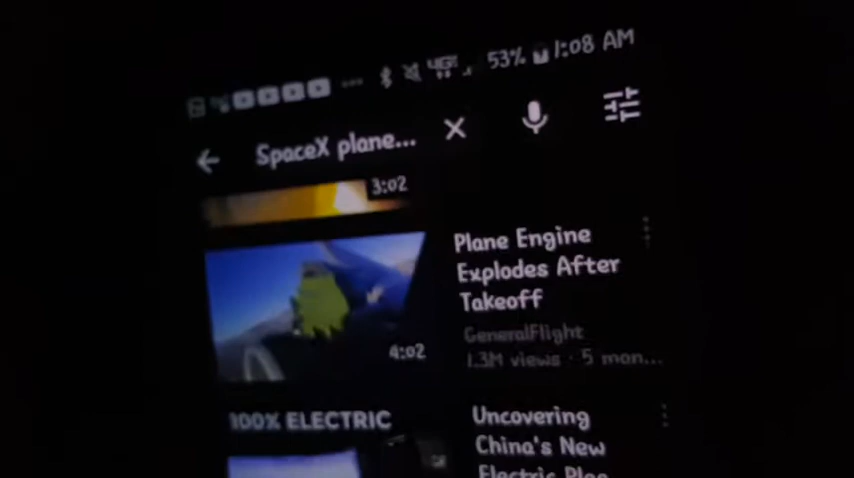 53% 1:08 AM
SpaceX plane...
3:02
Plane Engine
Explodes After
Takeoff
GeneralFlight
1.3M views · 5 mon...
4:02
100% ELECTRIC
Uncovering
China's New
Electric